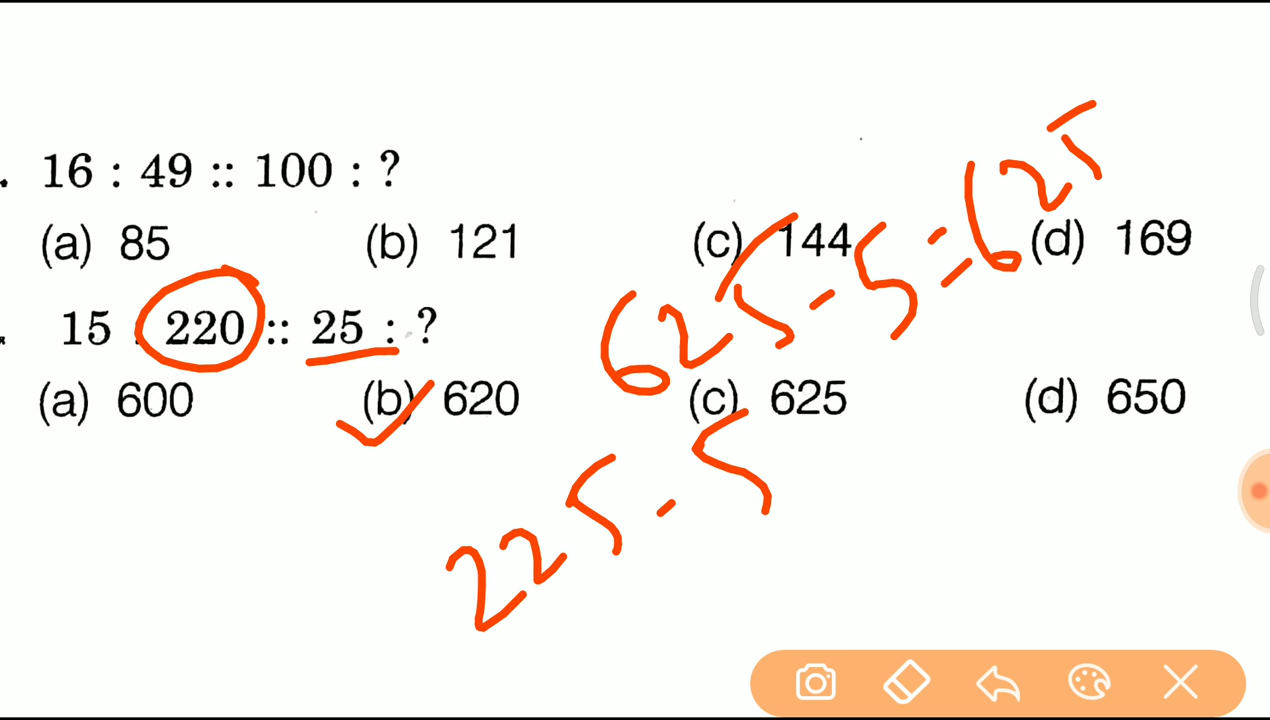 . 16 : 49 :: 100 : ?
(a) 85 (b) 121 (c) 144 (d) 169
. 15 : 220 :: 25 : ?
(a) 600 (b) 620 (c) 625 (d) 650
625 - 5 = 625
225 - 5